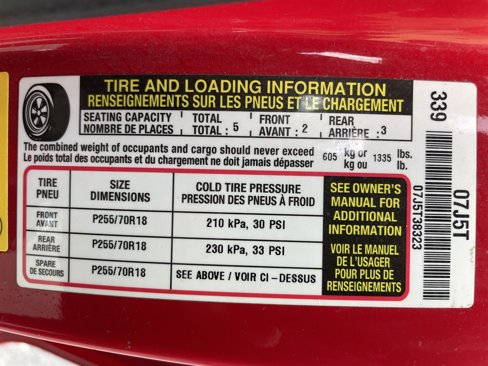 TIRE AND LOADING INFORMATION
RENSEIGNEMENTS SUR LES PNEUS ET LE CHARGEMENT
SEATING CAPACITY TOTAL FRONT REAR
NOMBRE DE PLACES TOTAL : 5 AVANT : 2 ARRIÈRE : 3
The combined weight of occupants and cargo should never exceed 605 kg or 1335 lbs.
Le poids total des occupants et du chargement ne doit jamais dépasser kg ou lb.
TIRE SIZE COLD TIRE PRESSURE
PNEU DIMENSIONS PRESSION DES PNEUS À FROID
FRONT
AVANT P255/70R18 210 kPa, 30 PSI
REAR
ARRIÈRE P255/70R18 230 kPa, 33 PSI
SPARE
DE SECOURS P255/70R18 SEE ABOVE / VOIR CI-DESSUS
SEE OWNER'S
MANUAL FOR
ADDITIONAL
INFORMATION
VOIR LE MANUEL
DE L'USAGER
POUR PLUS DE
RENSEIGNEMENTS
339
07J5T38323
07J5T